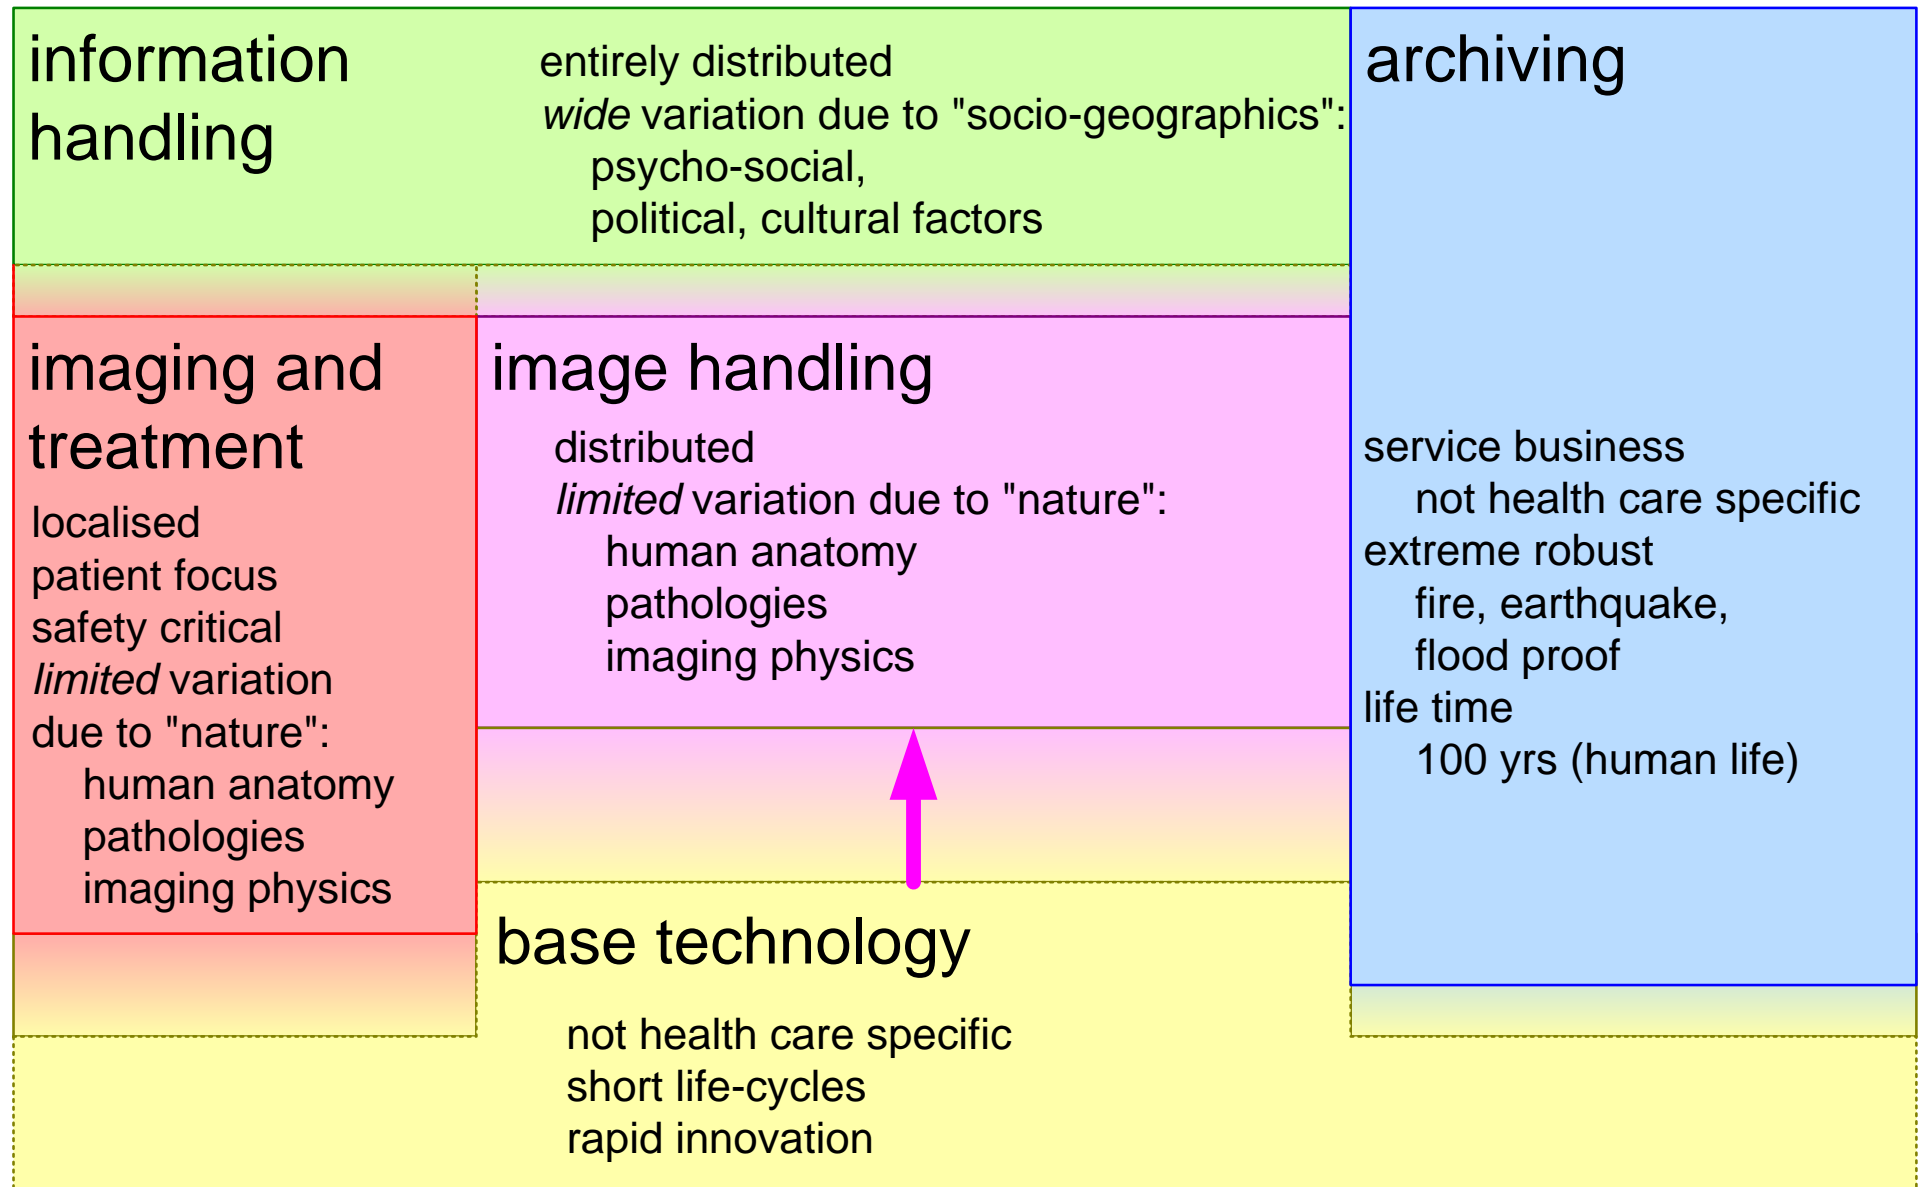 information
handling
entirely distributed
wide variation due to "socio-geographics":
psycho-social,
political, cultural factors
archiving
service business
not health care specific
extreme robust
fire, earthquake,
flood proof
life time
100 yrs (human life)
imaging and
treatment
localised
patient focus
safety critical
limited variation
due to "nature":
human anatomy
pathologies
imaging physics
image handling
distributed
limited variation due to "nature":
human anatomy
pathologies
imaging physics
base technology
not health care specific
short life-cycles
rapid innovation